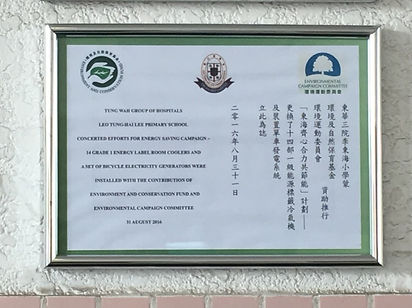 ENVIRONMENTAL
CAMPAIGN COMMITTEE
環境運動委員會
TUNG WAH GROUP OF HOSPITALS
LEO TUNG-HAI LEE PRIMARY SCHOOL
CONCERTED EFFORTS FOR ENERGY SAVING CAMPAIGN –
14 GRADE 1 ENERGY LABEL ROOM COOLERS AND
A SET OF BICYCLE ELECTRICITY GENERATORS WERE
INSTALLED WITH THE CONTRIBUTION OF
ENVIRONMENT AND CONSERVATION FUND AND
ENVIRONMENTAL CAMPAIGN COMMITTEE
31 AUGUST 2016
東華三院李東海小學蒙
環境及自然保育基金
環境運動委員會 資助推行
「東海齊心合力共節能」計劃——
更換了十四部一級能源標籤冷氣機
及裝置單車發電系統
立此為誌
二零一六年八月三十一日